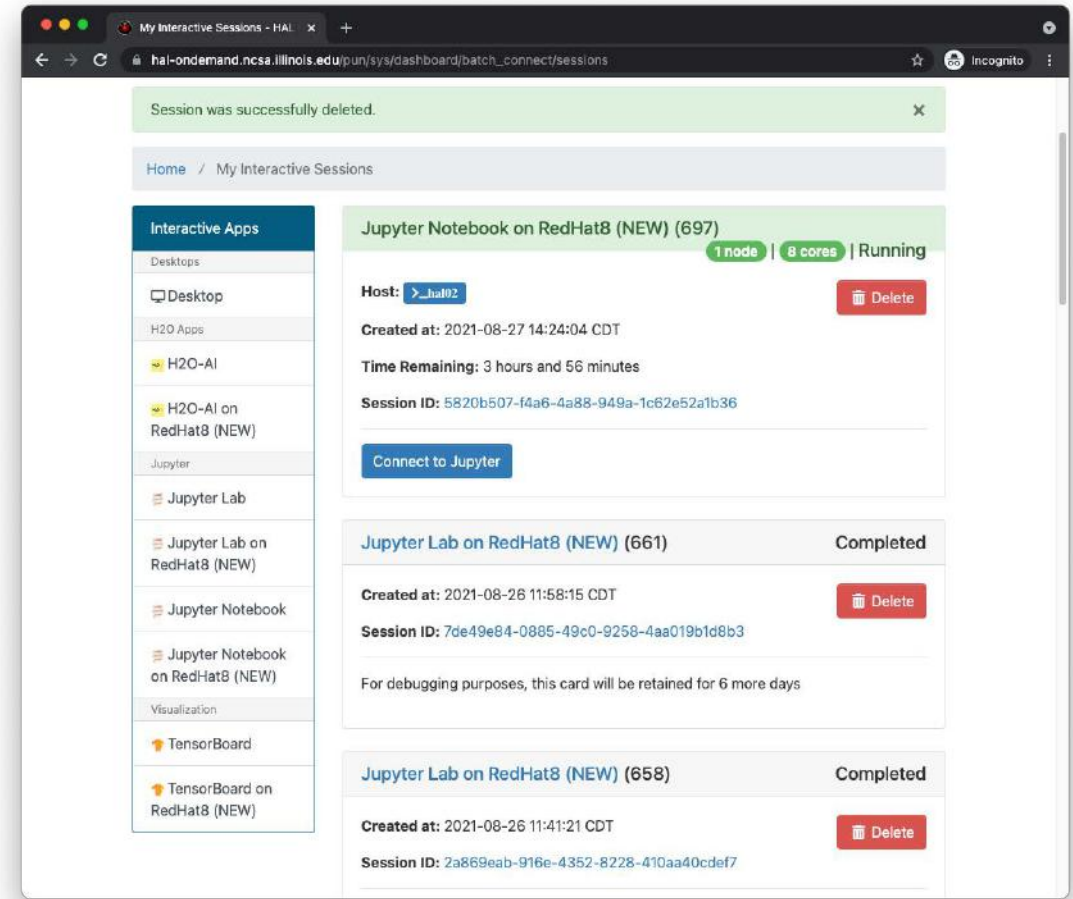 My Interactive Sessions - HAL
hal-ondemand.ncsa.illinois.edu/pun/sys/dashboard/batch_connect/sessions
Incognito
Session was successfully deleted.
Home / My Interactive Sessions
Interactive Apps
Desktops
Desktop
H2O Apps
H2O-AI
H2O-AI on
RedHat8 (NEW)
Jupyter
Jupyter Lab
Jupyter Lab on
RedHat8 (NEW)
Jupyter Notebook
Jupyter Notebook
on RedHat8 (NEW)
Visualization
TensorBoard
TensorBoard on
RedHat8 (NEW)
Jupyter Notebook on RedHat8 (NEW) (697)
1 node | 8 cores | Running
Host: >_hal02
Delete
Created at: 2021-08-27 14:24:04 CDT
Time Remaining: 3 hours and 56 minutes
Session ID: 5820b507-f4a6-4a88-949a-1c62e52a1b36
Connect to Jupyter
Jupyter Lab on RedHat8 (NEW) (661) Completed
Created at: 2021-08-26 11:58:15 CDT
Delete
Session ID: 7de49e84-0885-49c0-9258-4aa019b1d8b3
For debugging purposes, this card will be retained for 6 more days
Jupyter Lab on RedHat8 (NEW) (658) Completed
Created at: 2021-08-26 11:41:21 CDT
Delete
Session ID: 2a869eab-916e-4352-8228-410aa40cdef7